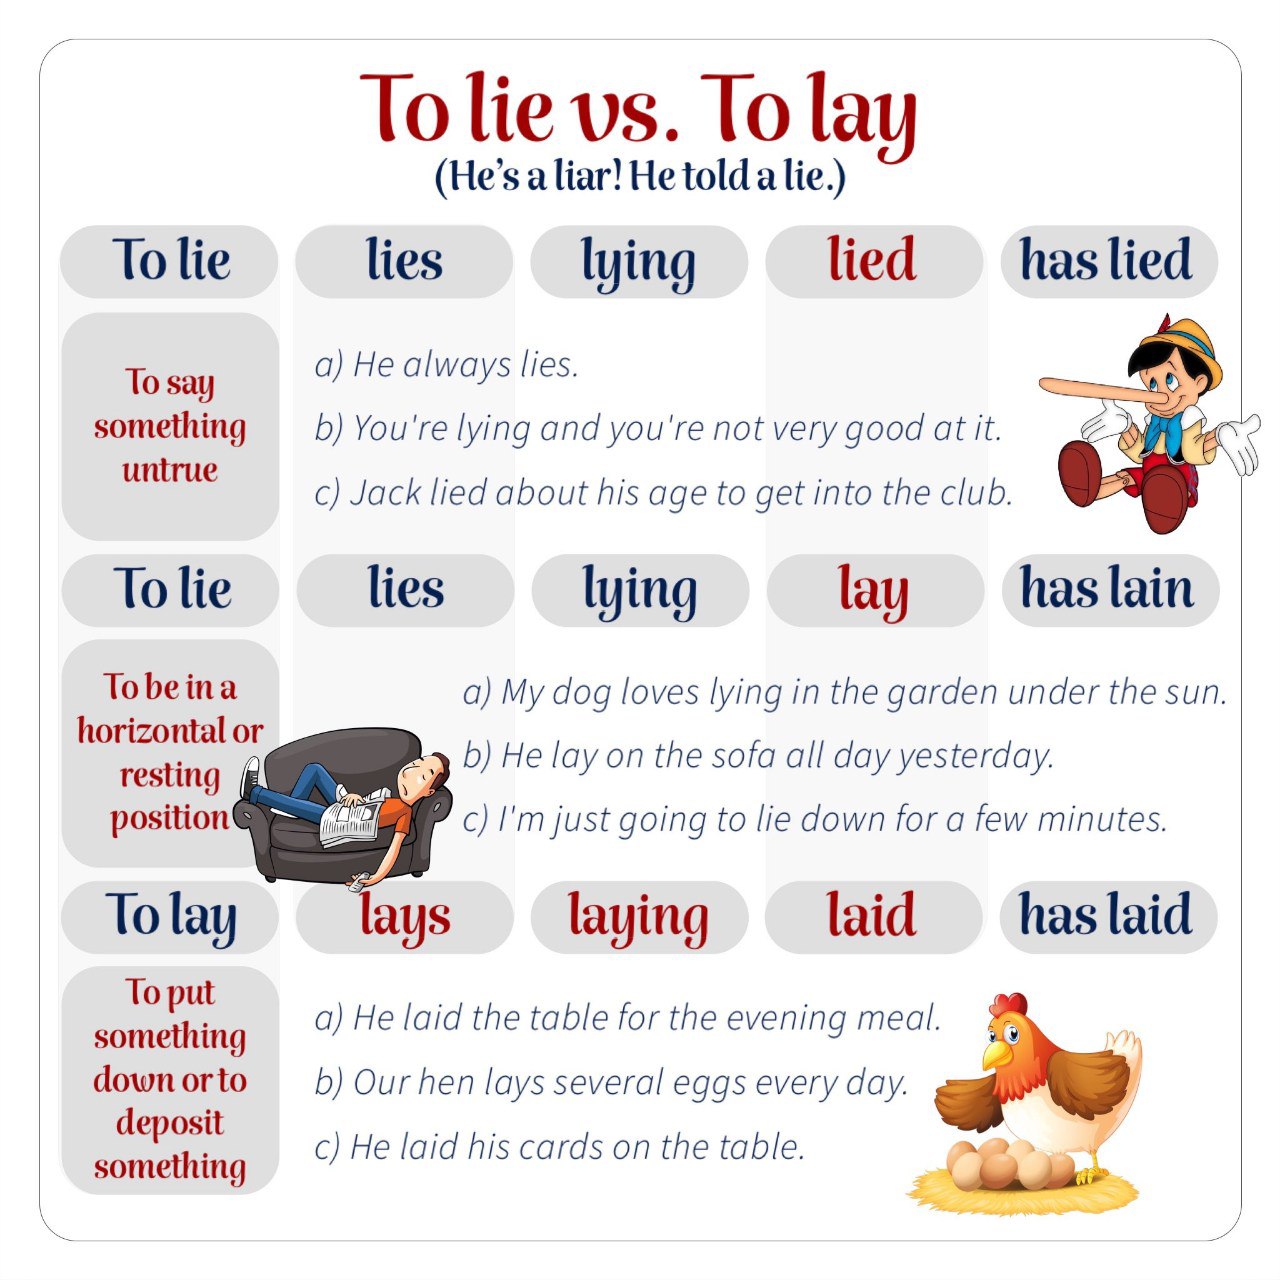 To lie vs. To lay
(He's a liar! He told a lie.)
To lie lies lying lied has lied
To say
something
untrue
a) He always lies.
b) You're lying and you're not very good at it.
c) Jack lied about his age to get into the club.
To lie lies lying lay has lain
To be in a
horizontal or
resting
position
a) My dog loves lying in the garden under the sun.
b) He lay on the sofa all day yesterday.
c) I'm just going to lie down for a few minutes.
To lay lays laying laid has laid
To put
something
down or to
deposit
something
a) He laid the table for the evening meal.
b) Our hen lays several eggs every day.
c) He laid his cards on the table.